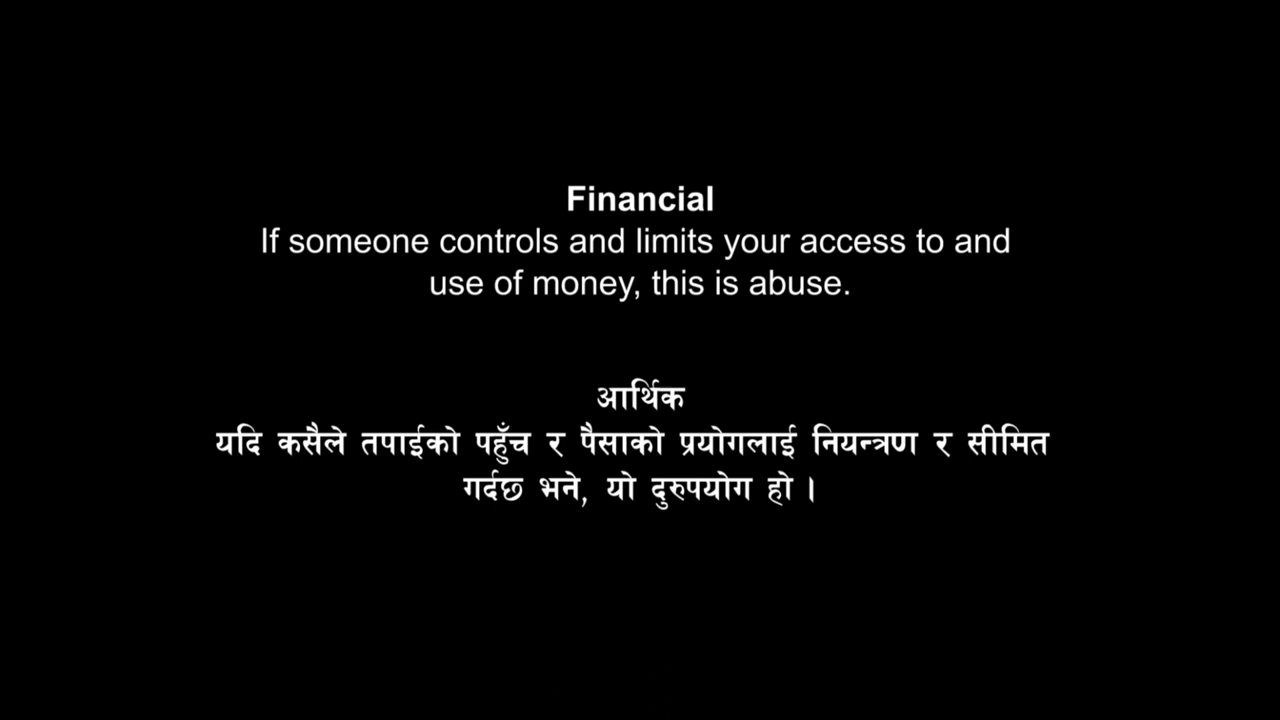 Financial
If someone controls and limits your access to and
use of money, this is abuse.
आर्थिक
यदि कसैले तपाईको पहुँच र पैसाको प्रयोगलाई नियन्त्रण र सीमित
गर्दछ भने, यो दुरुपयोग हो ।